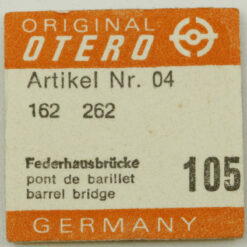 ORIGINAL
OTERO
Artikel Nr. 04
162 262
Federhausbrücke
pont de barillet
barrel bridge
105
GERMANY